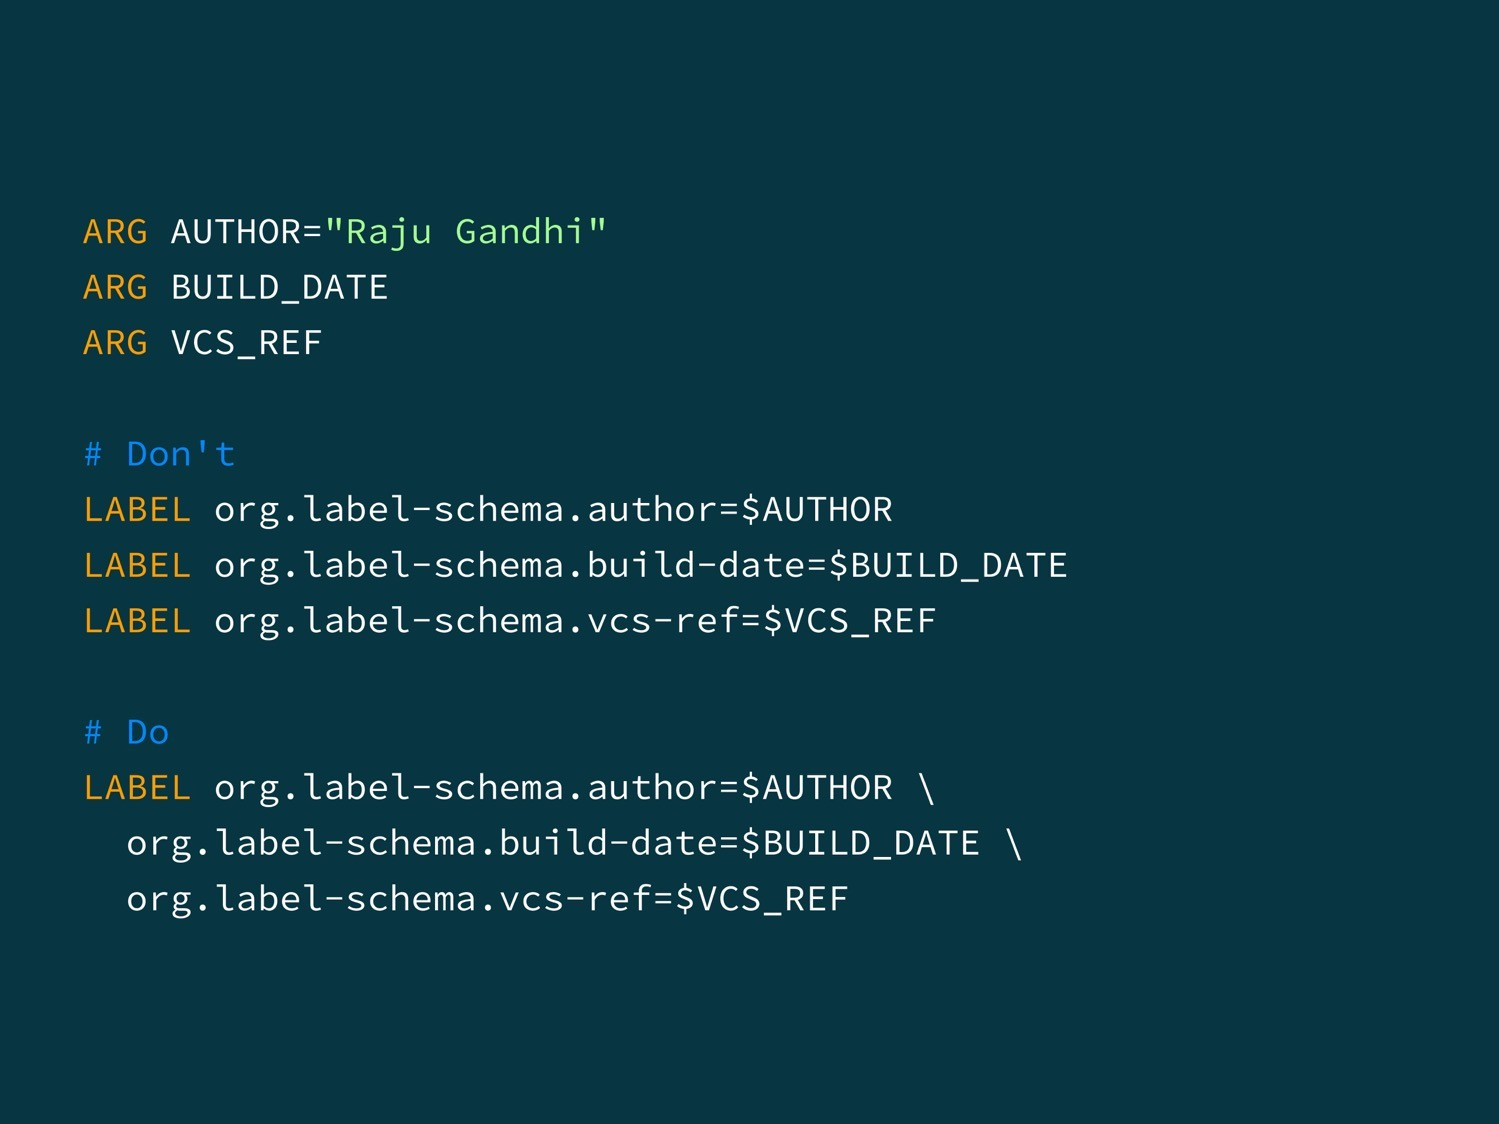 ARG AUTHOR="Raju Gandhi"
ARG BUILD_DATE
ARG VCS_REF
# Don't
LABEL org.label-schema.author=$AUTHOR
LABEL org.label-schema.build-date=$BUILD_DATE
LABEL org.label-schema.vcs-ref=$VCS_REF
# Do
LABEL org.label-schema.author=$AUTHOR \
  org.label-schema.build-date=$BUILD_DATE \
  org.label-schema.vcs-ref=$VCS_REF